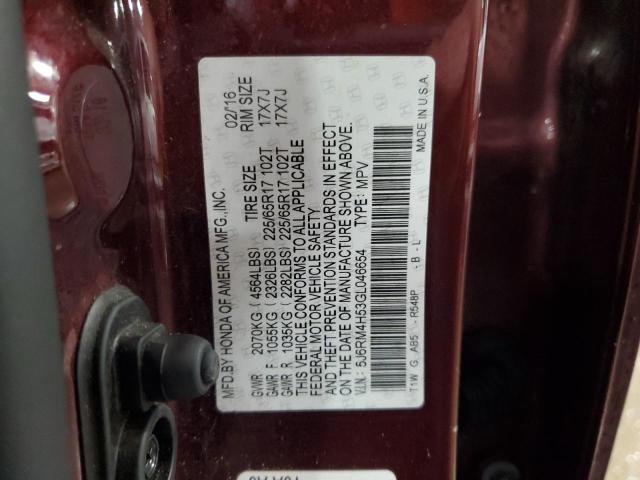 MFD.BY HONDA OF AMERICA MFG.,INC. 02/'16
TIRE SIZE RIM SIZE
GVWR 2070KG (4564LBS)
GAWR F 1055KG (2326LBS) 225/65R17 102T 17X7J
GAWR R 1035KG (2282LBS) 225/65R17 102T 17X7J
THIS VEHICLE CONFORMS TO ALL APPLICABLE
FEDERAL MOTOR VEHICLE SAFETY
AND THEFT PREVENTION STANDARDS IN EFFECT
ON THE DATE OF MANUFACTURE SHOWN ABOVE.
V.I.N.: 5J6RM4H53GL046654 TYPE: MPV
T1W G AB5 - R548P - B - L
MADE IN U.S.A.